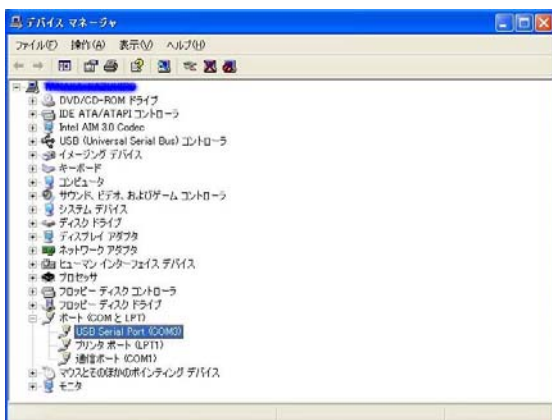 デバイス マネージャ
ファイル(F) 操作(A) 表示(V) ヘルプ(H)
DVD/CD-ROM ドライブ
IDE ATA/ATAPI コントローラ
Intel AIM 3.0 Codec
USB (Universal Serial Bus) コントローラ
イメージング デバイス
キーボード
コンピュータ
サウンド、ビデオ、およびゲーム コントローラ
システム デバイス
ディスク ドライブ
ディスプレイ アダプタ
ネットワーク アダプタ
ヒューマン インターフェイス デバイス
プロセッサ
フロッピー ディスク コントローラ
フロッピー ディスク ドライブ
ポート (COM と LPT)
USB Serial Port (COM3)
プリンタ ポート (LPT1)
通信ポート (COM1)
マウスとそのほかのポインティング デバイス
モニタ